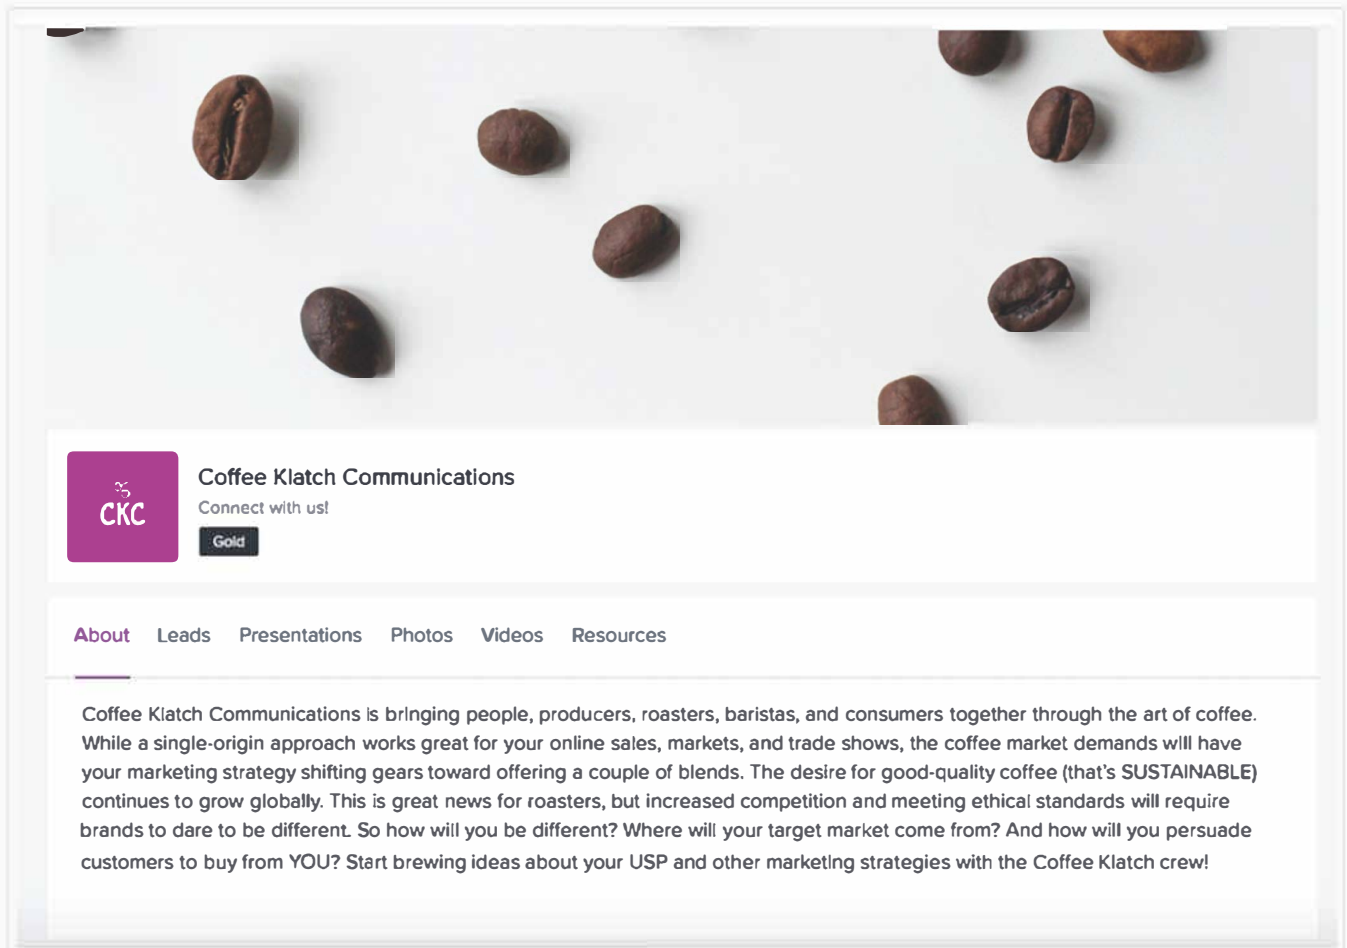 CKC
Coffee Klatch Communications
Connect with us!
Gold
About Leads Presentations Photos Videos Resources
Coffee Klatch Communications is bringing people, producers, roasters, baristas, and consumers together through the art of coffee.
While a single-origin approach works great for your online sales, markets, and trade shows, the coffee market demands will have
your marketing strategy shifting gears toward offering a couple of blends. The desire for good-quality coffee (that's SUSTAINABLE)
continues to grow globally. This is great news for roasters, but increased competition and meeting ethical standards will require
brands to dare to be different. So how will you be different? Where will your target market come from? And how will you persuade
customers to buy from YOU? Start brewing ideas about your USP and other marketing strategies with the Coffee Klatch crew!